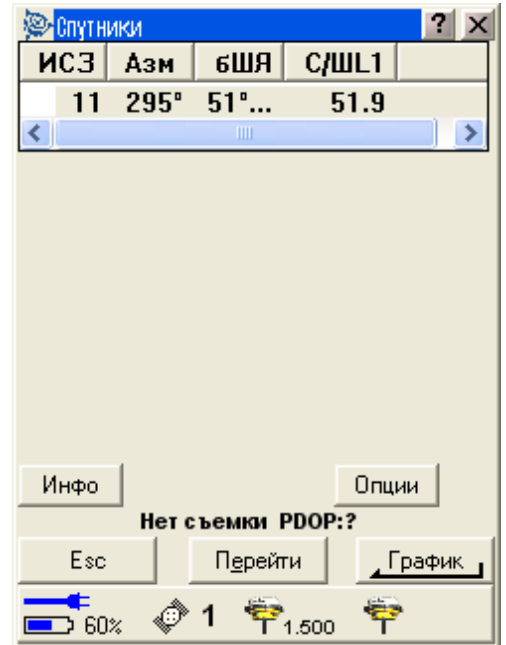 Спутники ? X
ИСЗ Азм бШЯ С/ШL1
11 295° 51°... 51.9
Инфо Опции
Нет съемки PDOP:?
Esc Перейти График
60% 1 1.500